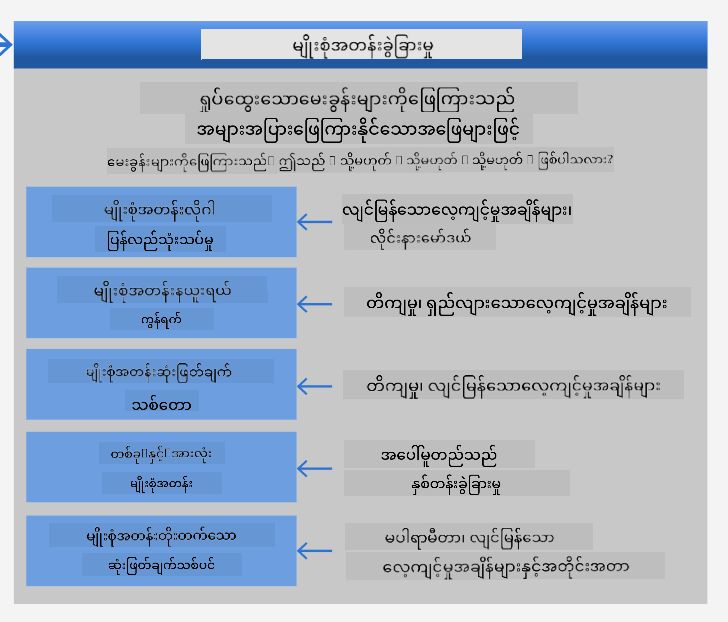 မျိုးစုံအတန်းခွဲခြားမှု
ရှုပ်ထွေးသောမေးခွန်းများကိုဖြေကြားသည်
အများအပြားဖြေကြားနိုင်သောအဖြေများဖြင့်
မေးခွန်းများကိုဖြေကြားသည် ဤသည် သို့မဟုတ် သို့မဟုတ် သို့မဟုတ် ဖြစ်ပါသလား?
မျိုးစုံအတန်းလိုဂါ
ပြန်လည်သုံးသပ်မှု
လျင်မြန်သောလေ့ကျင့်မှုအချိန်များ၊
လိုင်းနားမော်ဒယ်
မျိုးစုံအတန်းနယူးရယ်
ကွန်ရက်
တိကျမှု၊ ရှည်လျားသောလေ့ကျင့်မှုအချိန်များ
မျိုးစုံအတန်းဆုံးဖြတ်ချက်
သစ်တော
တိကျမှု၊ လျင်မြန်သောလေ့ကျင့်မှုအချိန်များ
တစ်ခု၊၊နှင့်၊ အားလုံး
မျိုးစုံအတန်း
အပေါ်မူတည်သည်
နှစ်တန်းခွဲခြားမှု
မျိုးစုံအတန်းတိုးတက်သော
ဆုံးဖြတ်ချက်သစ်ပင်
မပါရာမီတာ၊ လျင်မြန်သော
လေ့ကျင့်မှုအချိန်များနှင့်အတိုင်းအတာ